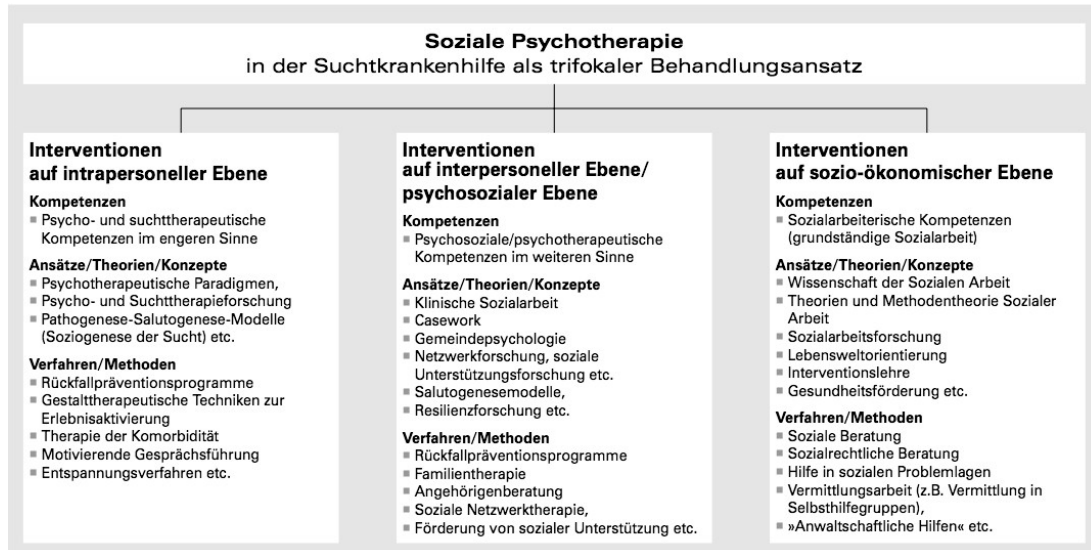 Soziale Psychotherapie
in der Suchtkrankenhilfe als trifokaler Behandlungsansatz
Interventionen
auf intrapersoneller Ebene
Kompetenzen
▪ Psycho- und suchttherapeutische
Kompetenzen im engeren Sinne
Ansätze/Theorien/Konzepte
▪ Psychotherapeutische Paradigmen,
▪ Psycho- und Suchttherapieforschung
▪ Pathogenese-Salutogenese-Modelle
(Soziogenese der Sucht) etc.
Verfahren/Methoden
▪ Rückfallpräventionsprogramme
▪ Gestalttherapeutische Techniken zur
Erlebnisaktivierung
▪ Therapie der Komorbidität
▪ Motivierende Gesprächsführung
▪ Entspannungsverfahren etc.
Interventionen
auf interpersoneller Ebene/
psychosozialer Ebene
Kompetenzen
▪ Psychosoziale/psychotherapeutische
Kompetenzen im weiteren Sinne
Ansätze/Theorien/Konzepte
▪ Klinische Sozialarbeit
▪ Casework
▪ Gemeindepsychologie
▪ Netzwerkforschung, soziale
Unterstützungsforschung etc.
▪ Salutogenesemodelle,
▪ Resilienzforschung etc.
Verfahren/Methoden
▪ Rückfallpräventionsprogramme
▪ Familientherapie
▪ Angehörigenberatung
▪ Soziale Netzwerktherapie,
▪ Förderung von sozialer Unterstützung etc.
Interventionen
auf sozio-ökonomischer Ebene
Kompetenzen
▪ Sozialarbeiterische Kompetenzen
(grundständige Sozialarbeit)
Ansätze/Theorien/Konzepte
▪ Wissenschaft der Sozialen Arbeit
▪ Theorien und Methodentheorie Sozialer
Arbeit
▪ Sozialarbeitsforschung
▪ Lebensweltorientierung
▪ Interventionslehre
▪ Gesundheitsförderung etc.
Verfahren/Methoden
▪ Soziale Beratung
▪ Sozialrechtliche Beratung
▪ Hilfe in sozialen Problemlagen
▪ Vermittlungsarbeit (z.B. Vermittlung in
Selbsthilfegruppen),
▪ »Anwaltschaftliche Hilfen« etc.